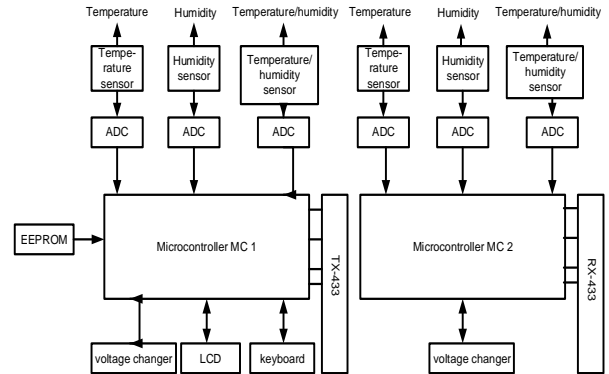 Temperature Humidity Temperature/humidity Temperature Humidity Temperature/humidity
Tempe-
rature
sensor
Humidity
sensor
Temperature/
humidity
sensor
Tempe-
rature
sensor
Humidity
sensor
Temperature/
humidity
sensor
ADC ADC ADC ADC ADC ADC
EEPROM
Microcontroller MC 1
TX-433
Microcontroller MC 2
RX-433
voltage changer LCD keyboard voltage changer